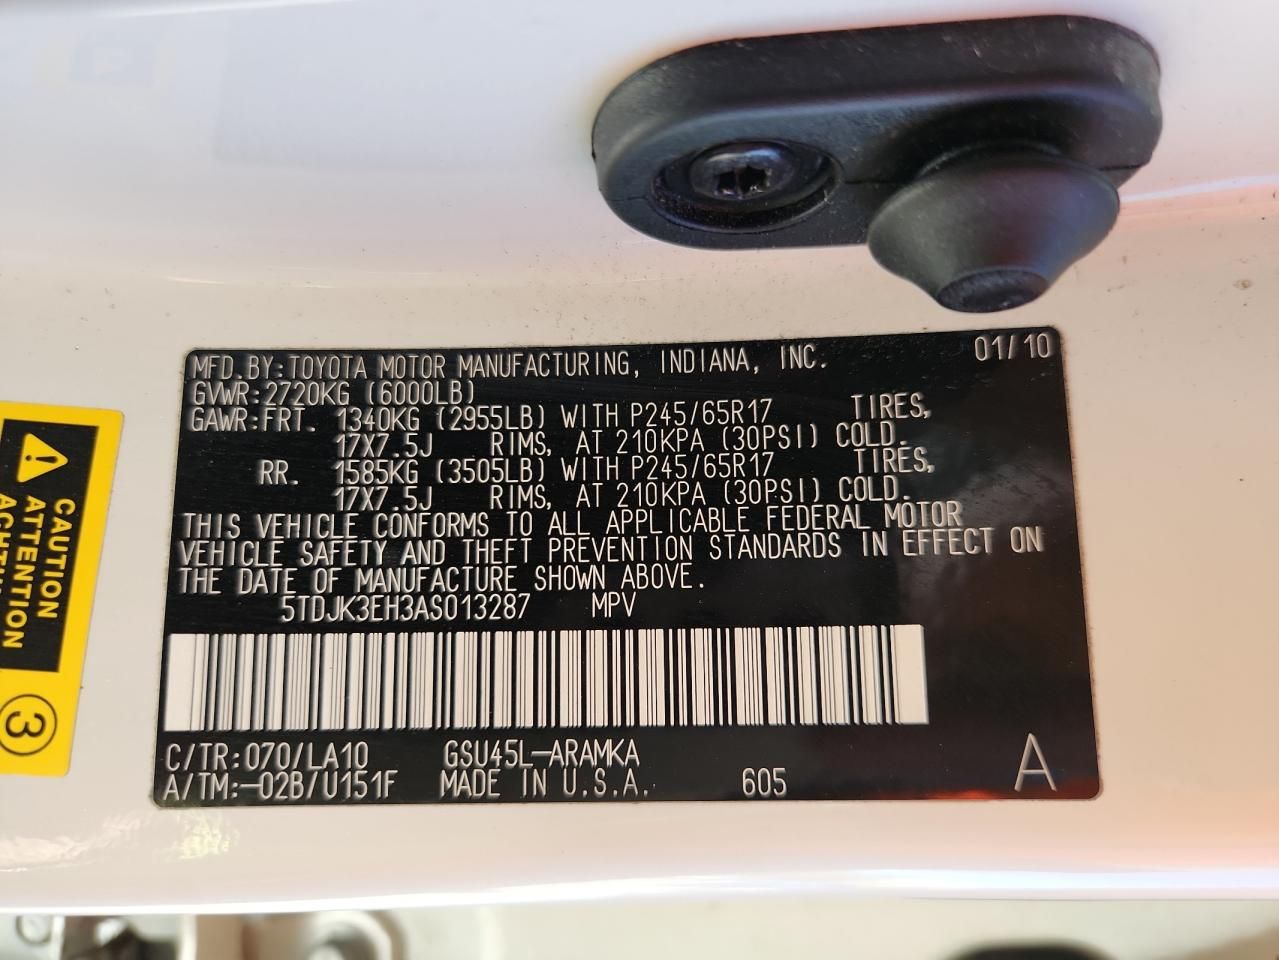 MFD.BY:TOYOTA MOTOR MANUFACTURING, INDIANA, INC. 01/10
GVWR:2720KG (6000LB)
GAWR:FRT. 1340KG (2955LB) WITH P245/65R17 TIRES,
17X7.5J RIMS, AT 210KPA (30PSI) COLD.
RR. 1585KG (3505LB) WITH P245/65R17 TIRES,
17X7.5J RIMS, AT 210KPA (30PSI) COLD.
THIS VEHICLE CONFORMS TO ALL APPLICABLE FEDERAL MOTOR
VEHICLE SAFETY AND THEFT PREVENTION STANDARDS IN EFFECT ON
THE DATE OF MANUFACTURE SHOWN ABOVE.
5TDJK3EH3AS013287 MPV
C/TR:070/LA10 GSU45L-ARAMKA
A/TM:-02B/U151F MADE IN U.S.A. 605 A
CAUTION
ATTENTION
3